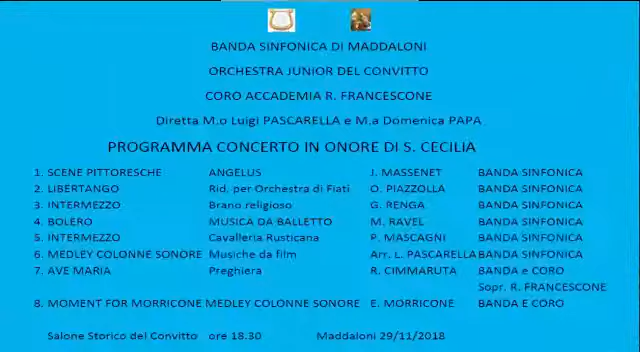 BANDA SINFONICA DI MADDALONI
ORCHESTRA JUNIOR DEL CONVITTO
CORO ACCADEMIA R. FRANCESCONE
Diretta M.o Luigi PASCARELLA e M.a Domenica PAPA
PROGRAMMA CONCERTO IN ONORE DI S. CECILIA
1. SCENE PITTORESCHE ANGELUS J. MASSENET BANDA SINFONICA
2. LIBERTANGO Rid. per Orchestra di Fiati O. PIAZZOLLA BANDA SINFONICA
3. INTERMEZZO Brano religioso G. RENGA BANDA SINFONICA
4. BOLERO MUSICA DA BALLETTO M. RAVEL BANDA SINFONICA
5. INTERMEZZO Cavalleria Rusticana P. MASCAGNI BANDA SINFONICA
6. MEDLEY COLONNE SONORE Musiche da film Arr. L. PASCARELLA BANDA SINFONICA
7. AVE MARIA Preghiera R. CIMMARUTA BANDA e CORO
Sopr. R. FRANCESCONE
8. MOMENT FOR MORRICONE MEDLEY COLONNE SONORE E. MORRICONE BANDA E CORO
Salone Storico del Convitto ore 18.30 Maddaloni 29/11/2018